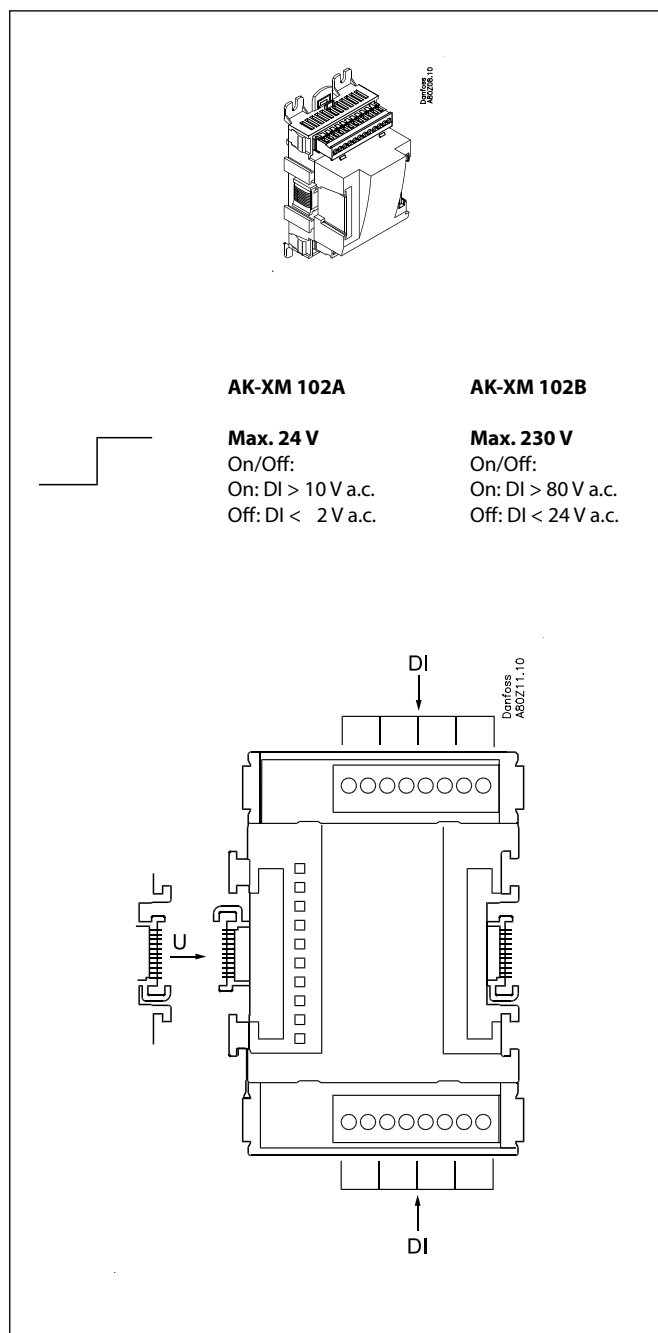 Danfoss
A80Z08.10
AK-XM 102A
Max. 24 V
On/Off:
On: DI > 10 V a.c.
Off: DI < 2 V a.c.
AK-XM 102B
Max. 230 V
On/Off:
On: DI > 80 V a.c.
Off: DI < 24 V a.c.
DI
Danfoss
A80Z11.10
U
DI